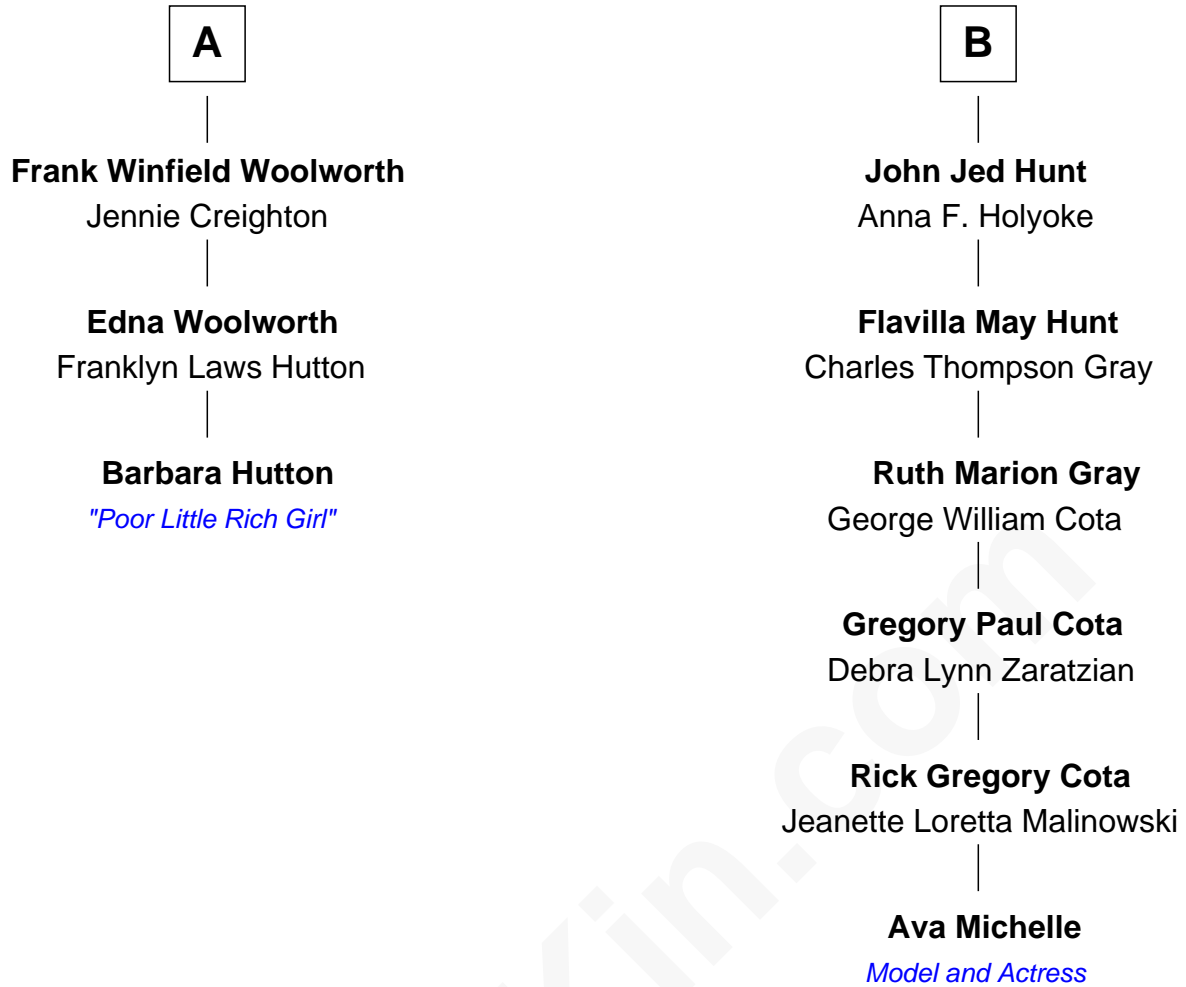 A
Frank Winfield Woolworth
Jennie Creighton
Edna Woolworth
Franklyn Laws Hutton
Barbara Hutton
"Poor Little Rich Girl"
B
John Jed Hunt
Anna F. Holyoke
Flavilla May Hunt
Charles Thompson Gray
Ruth Marion Gray
George William Cota
Gregory Paul Cota
Debra Lynn Zaratzian
Rick Gregory Cota
Jeanette Loretta Malinowski
Ava Michelle
Model and Actress
Kin.com